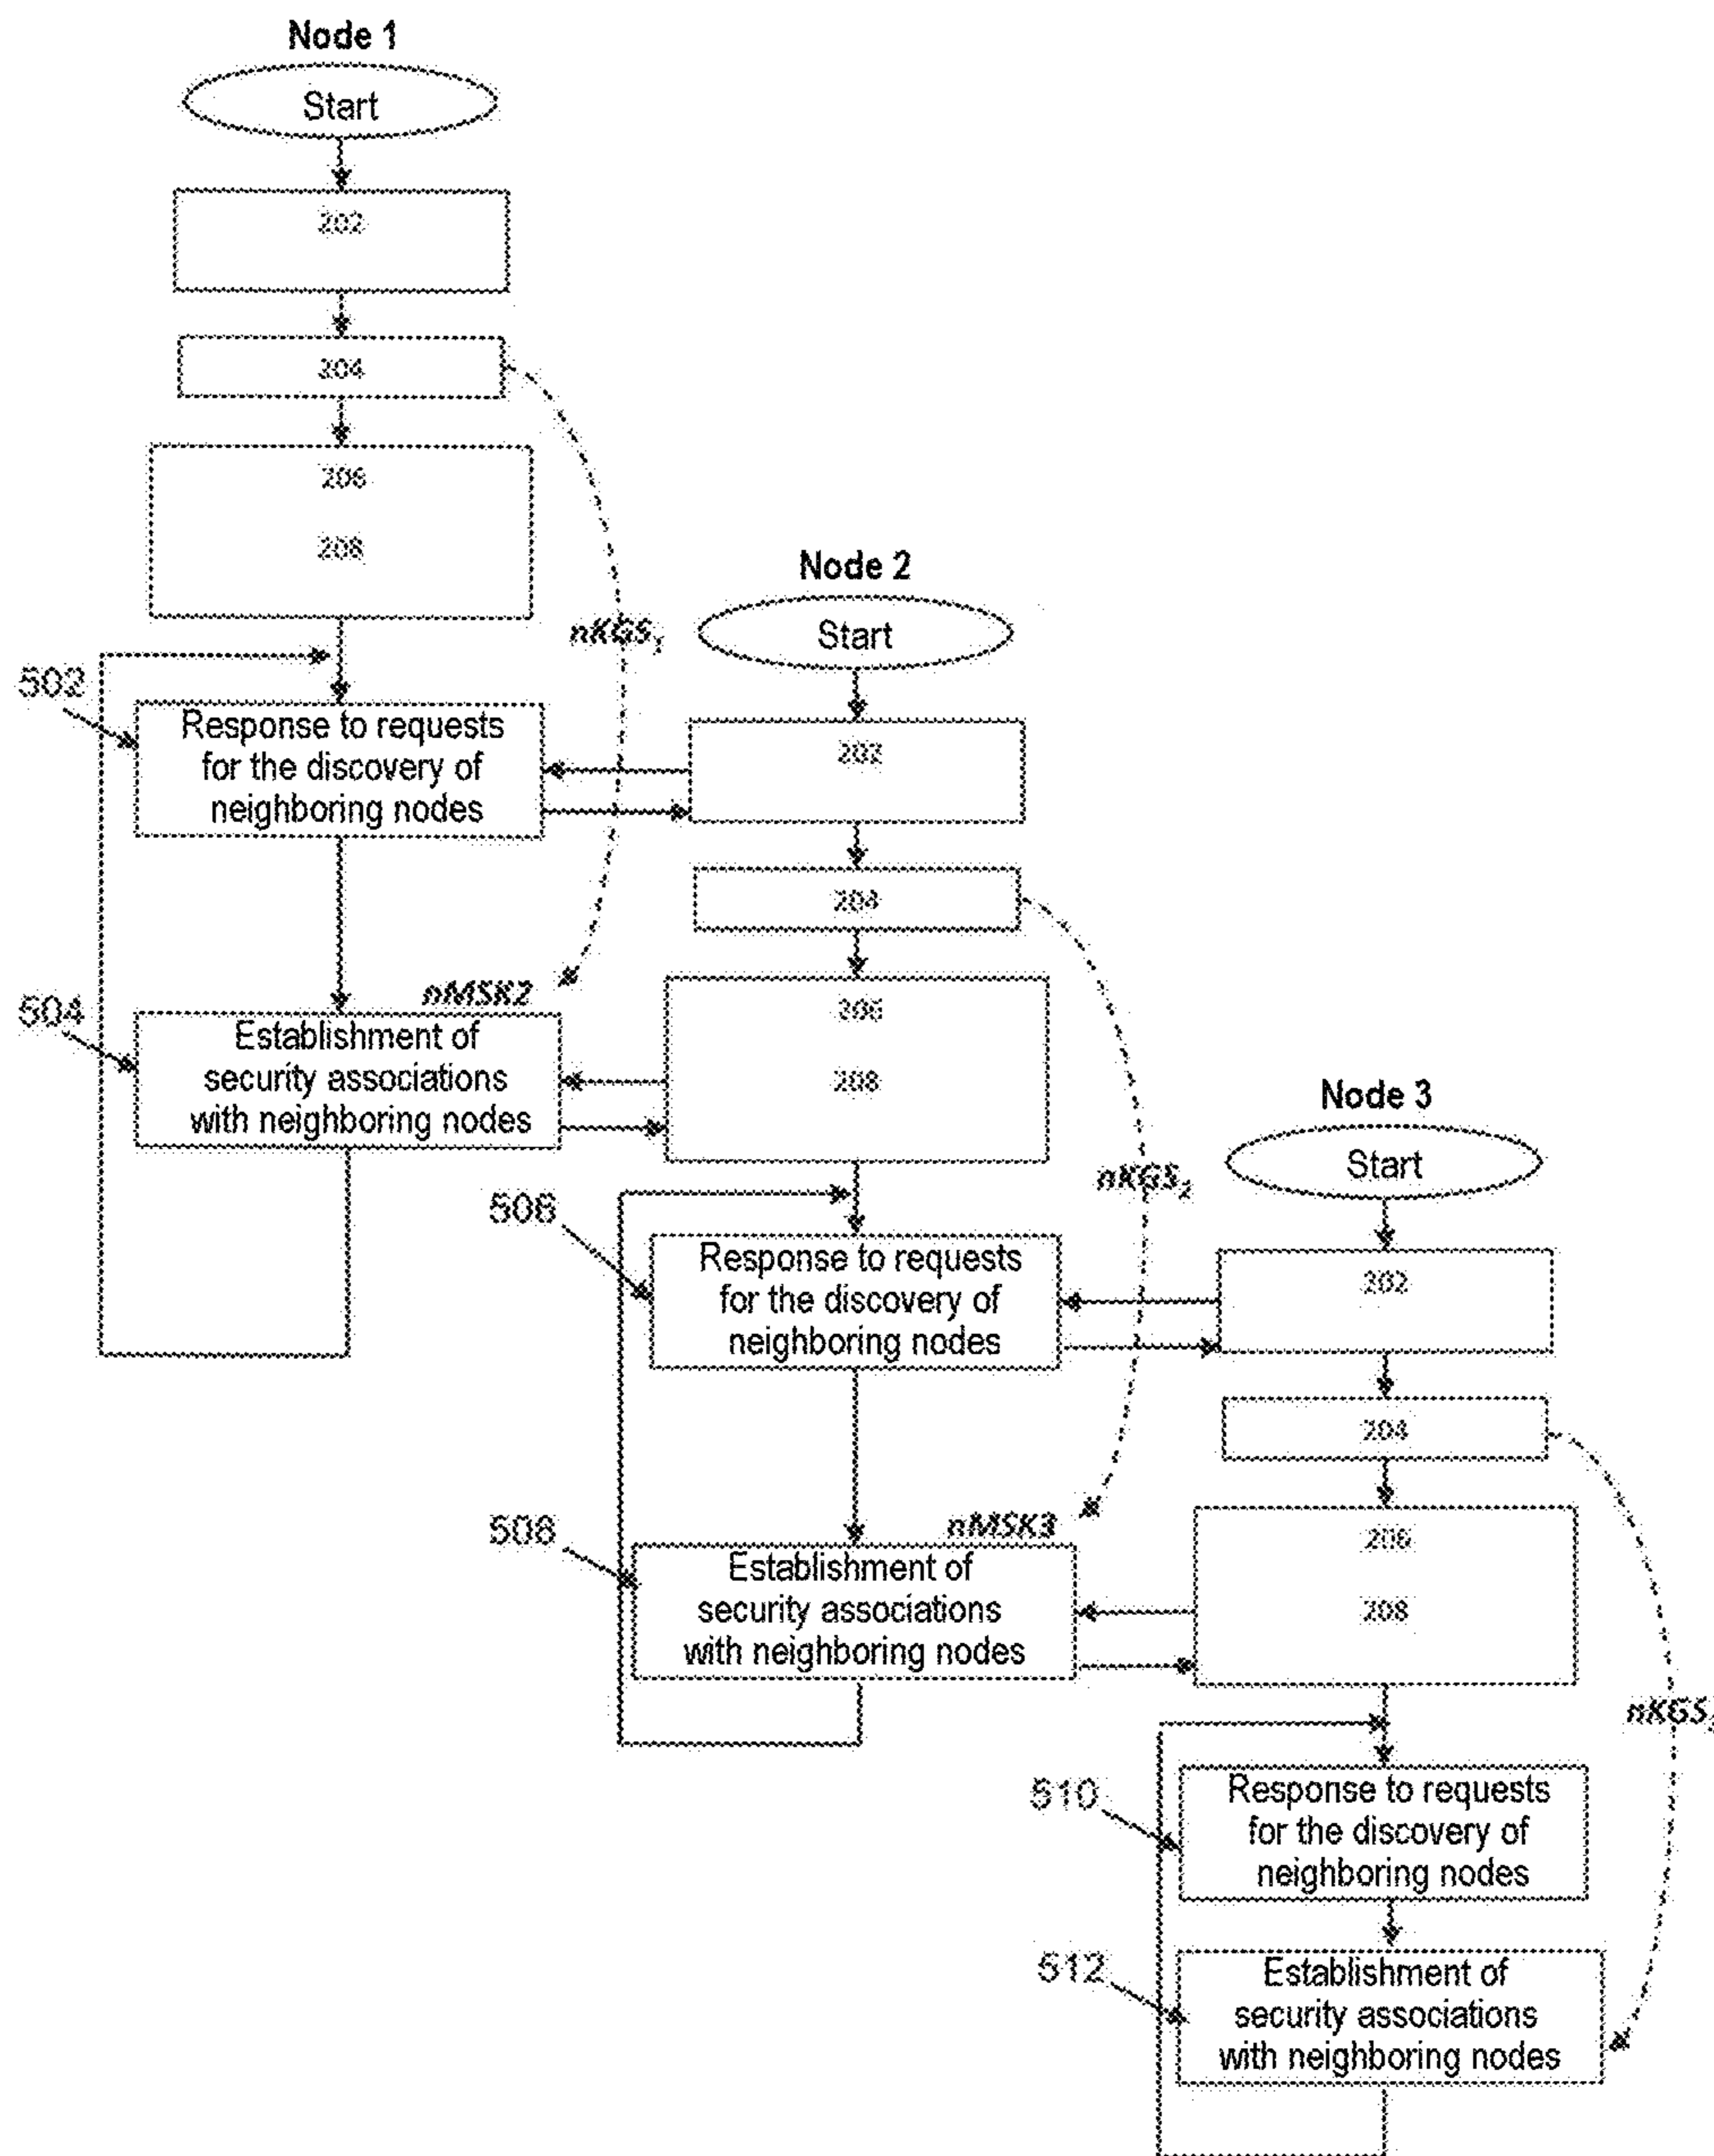 Node 1
Start
202
204
206
208
nKGS1
Node 2
Start
502
Response to requests
for the discovery of
neighboring nodes
202
204
nMSK2
504
Establishment of
security associations
with neighboring nodes
206
208
nKGS2
Node 3
Start
506
Response to requests
for the discovery of
neighboring nodes
202
204
nMSK3
508
Establishment of
security associations
with neighboring nodes
206
208
nKGS3
510
Response to requests
for the discovery of
neighboring nodes
512
Establishment of
security associations
with neighboring nodes